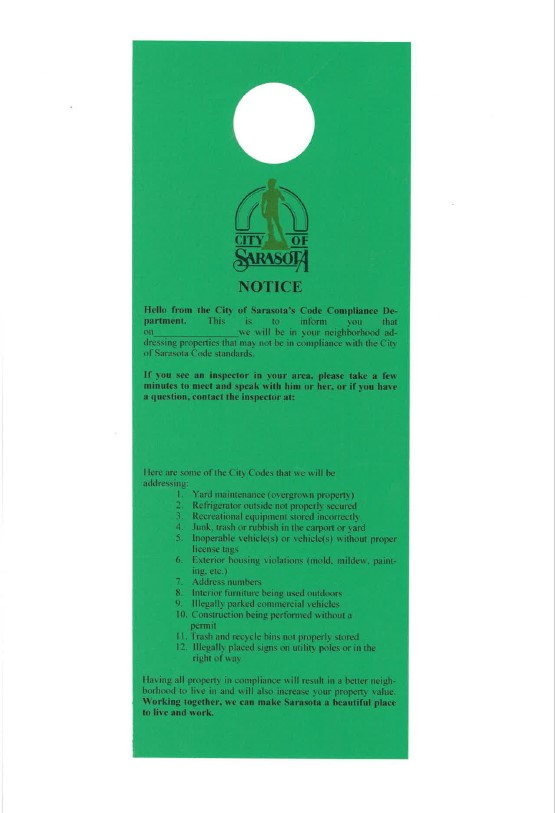 CITY OF
SARASOTA
NOTICE
Hello from the City of Sarasota's Code Compliance De-
partment. This is to inform you that
on we will be in your neighborhood ad-
dressing properties that may not be in compliance with the City
of Sarasota Code standards.
If you see an inspector in your area, please take a few
minutes to meet and speak with him or her, or if you have
a question, contact the inspector at:
Here are some of the City Codes that we will be
addressing:
1. Yard maintenance (overgrown property)
2. Refrigerator outside not properly secured
3. Recreational equipment stored incorrectly
4. Junk, trash or rubbish in the carport or yard
5. Inoperable vehicle(s) or vehicle(s) without proper
license tags
6. Exterior housing violations (mold, mildew, paint-
ing, etc.)
7. Address numbers
8. Interior furniture being used outdoors
9. Illegally parked commercial vehicles
10. Construction being performed without a
permit
11. Trash and recycle bins not properly stored
12. Illegally placed signs on utility poles or in the
right of way
Having all property in compliance will result in a better neigh-
borhood to live in and will also increase your property value.
Working together, we can make Sarasota a beautiful place
to live and work.